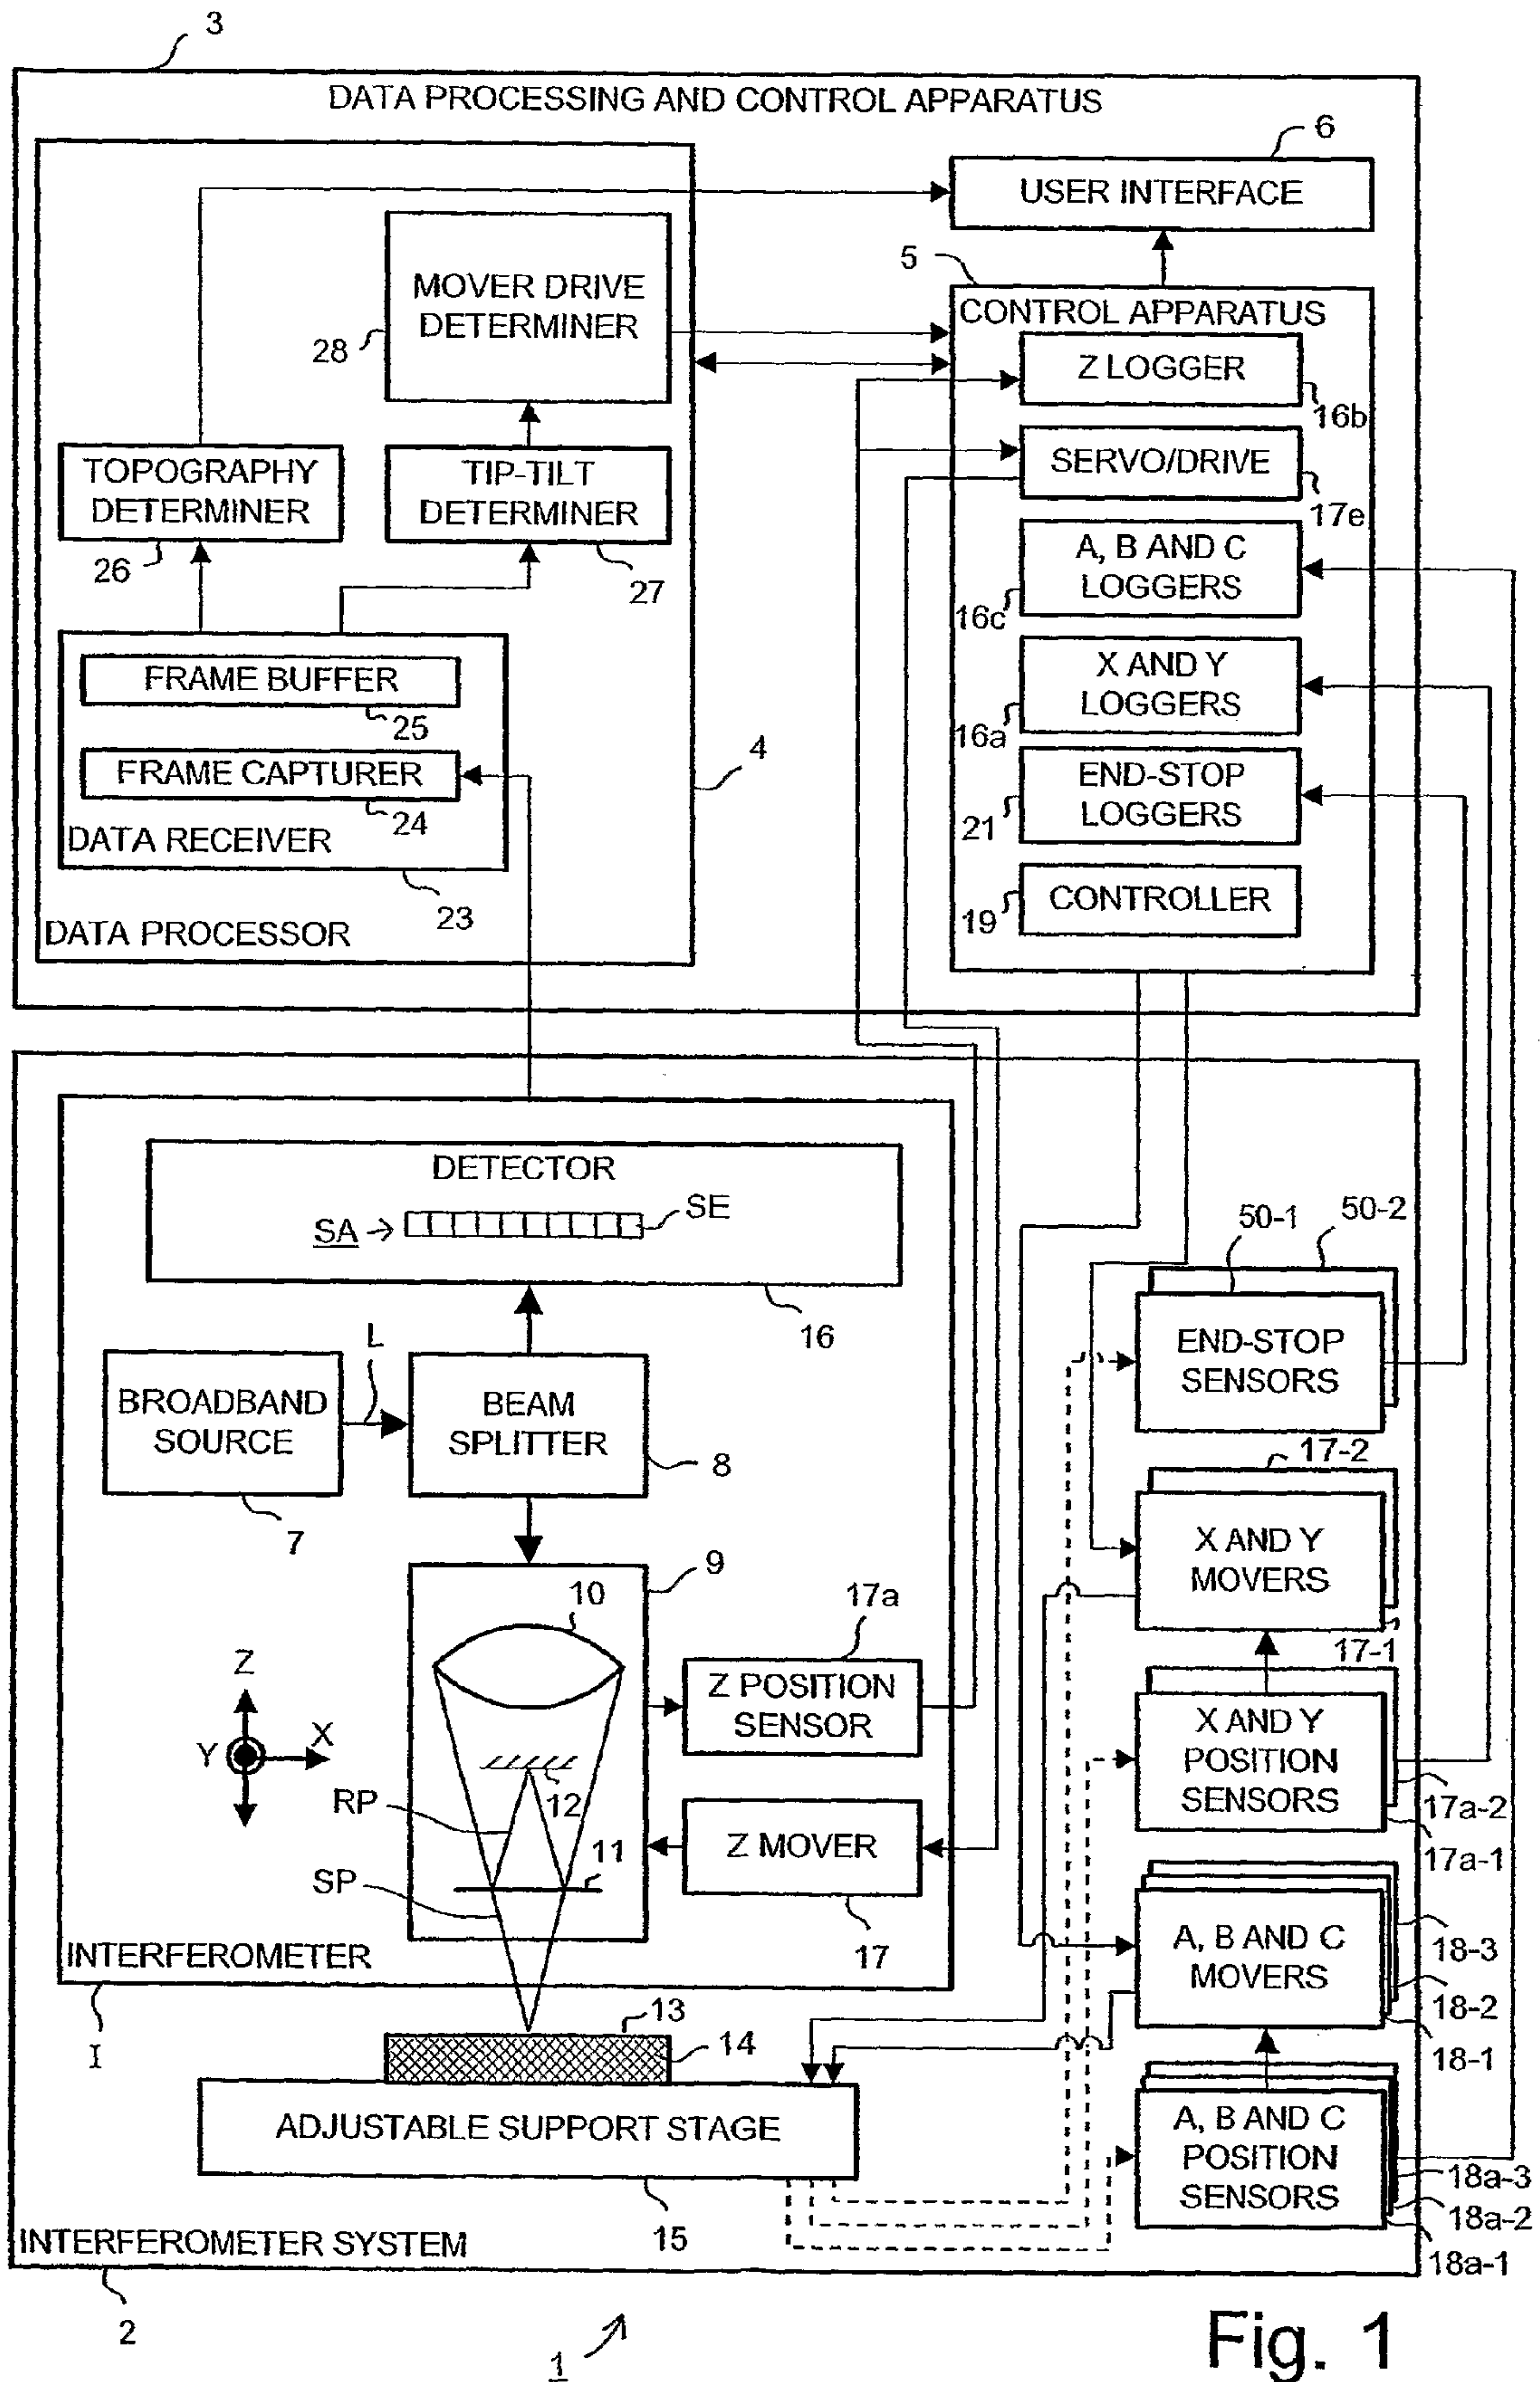 3
DATA PROCESSING AND CONTROL APPARATUS
6
USER INTERFACE
5
MOVER DRIVE
DETERMINER
28
CONTROL APPARATUS
Z LOGGER
16b
TOPOGRAPHY
DETERMINER
26
TIP-TILT
DETERMINER
27
SERVO/DRIVE
17e
A, B AND C
LOGGERS
16c
FRAME BUFFER
25
X AND Y
LOGGERS
16a
FRAME CAPTURER
24
4
DATA RECEIVER
23
END-STOP
LOGGERS
21
CONTROLLER
19
DATA PROCESSOR
DETECTOR
SA
SE
16
50-1
50-2
END-STOP
SENSORS
BROADBAND
SOURCE
7
L
BEAM
SPLITTER
8
17-2
X AND Y
MOVERS
17-1
9
10
17a
Z POSITION
SENSOR
Z
Y
X
12
RP
11
SP
Z MOVER
17
X AND Y
POSITION
SENSORS
17a-2
17a-1
INTERFEROMETER
I
A, B AND C
MOVERS
18-3
18-2
18-1
13
14
ADJUSTABLE SUPPORT STAGE
15
A, B AND C
POSITION
SENSORS
18a-3
18a-2
18a-1
INTERFEROMETER SYSTEM
2
1
Fig. 1